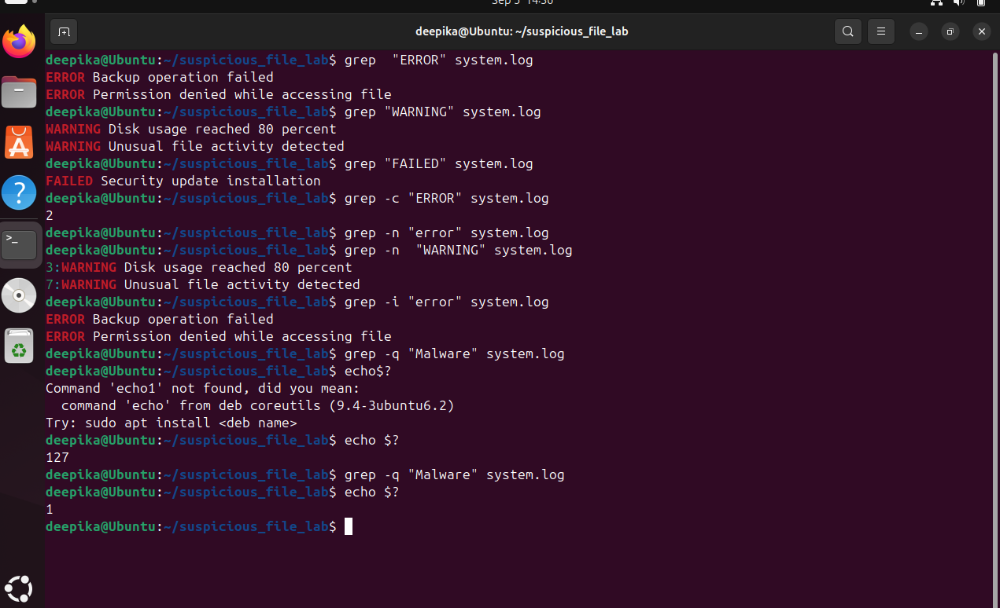 Sep 5 14:36
deepika@Ubuntu: ~/suspicious_file_lab
deepika@Ubuntu:~/suspicious_file_lab$ grep  "ERROR" system.log
ERROR Backup operation failed
ERROR Permission denied while accessing file
deepika@Ubuntu:~/suspicious_file_lab$ grep "WARNING" system.log
WARNING Disk usage reached 80 percent
WARNING Unusual file activity detected
deepika@Ubuntu:~/suspicious_file_lab$ grep "FAILED" system.log
FAILED Security update installation
deepika@Ubuntu:~/suspicious_file_lab$ grep -c "ERROR" system.log
2
deepika@Ubuntu:~/suspicious_file_lab$ grep -n "error" system.log
deepika@Ubuntu:~/suspicious_file_lab$ grep -n  "WARNING" system.log
3:WARNING Disk usage reached 80 percent
7:WARNING Unusual file activity detected
deepika@Ubuntu:~/suspicious_file_lab$ grep -i "error" system.log
ERROR Backup operation failed
ERROR Permission denied while accessing file
deepika@Ubuntu:~/suspicious_file_lab$ grep -q "Malware" system.log
deepika@Ubuntu:~/suspicious_file_lab$ echo$?
Command 'echo1' not found, did you mean:
  command 'echo' from deb coreutils (9.4-3ubuntu6.2)
Try: sudo apt install <deb name>
deepika@Ubuntu:~/suspicious_file_lab$ echo $?
127
deepika@Ubuntu:~/suspicious_file_lab$ grep -q "Malware" system.log
deepika@Ubuntu:~/suspicious_file_lab$ echo $?
1
deepika@Ubuntu:~/suspicious_file_lab$